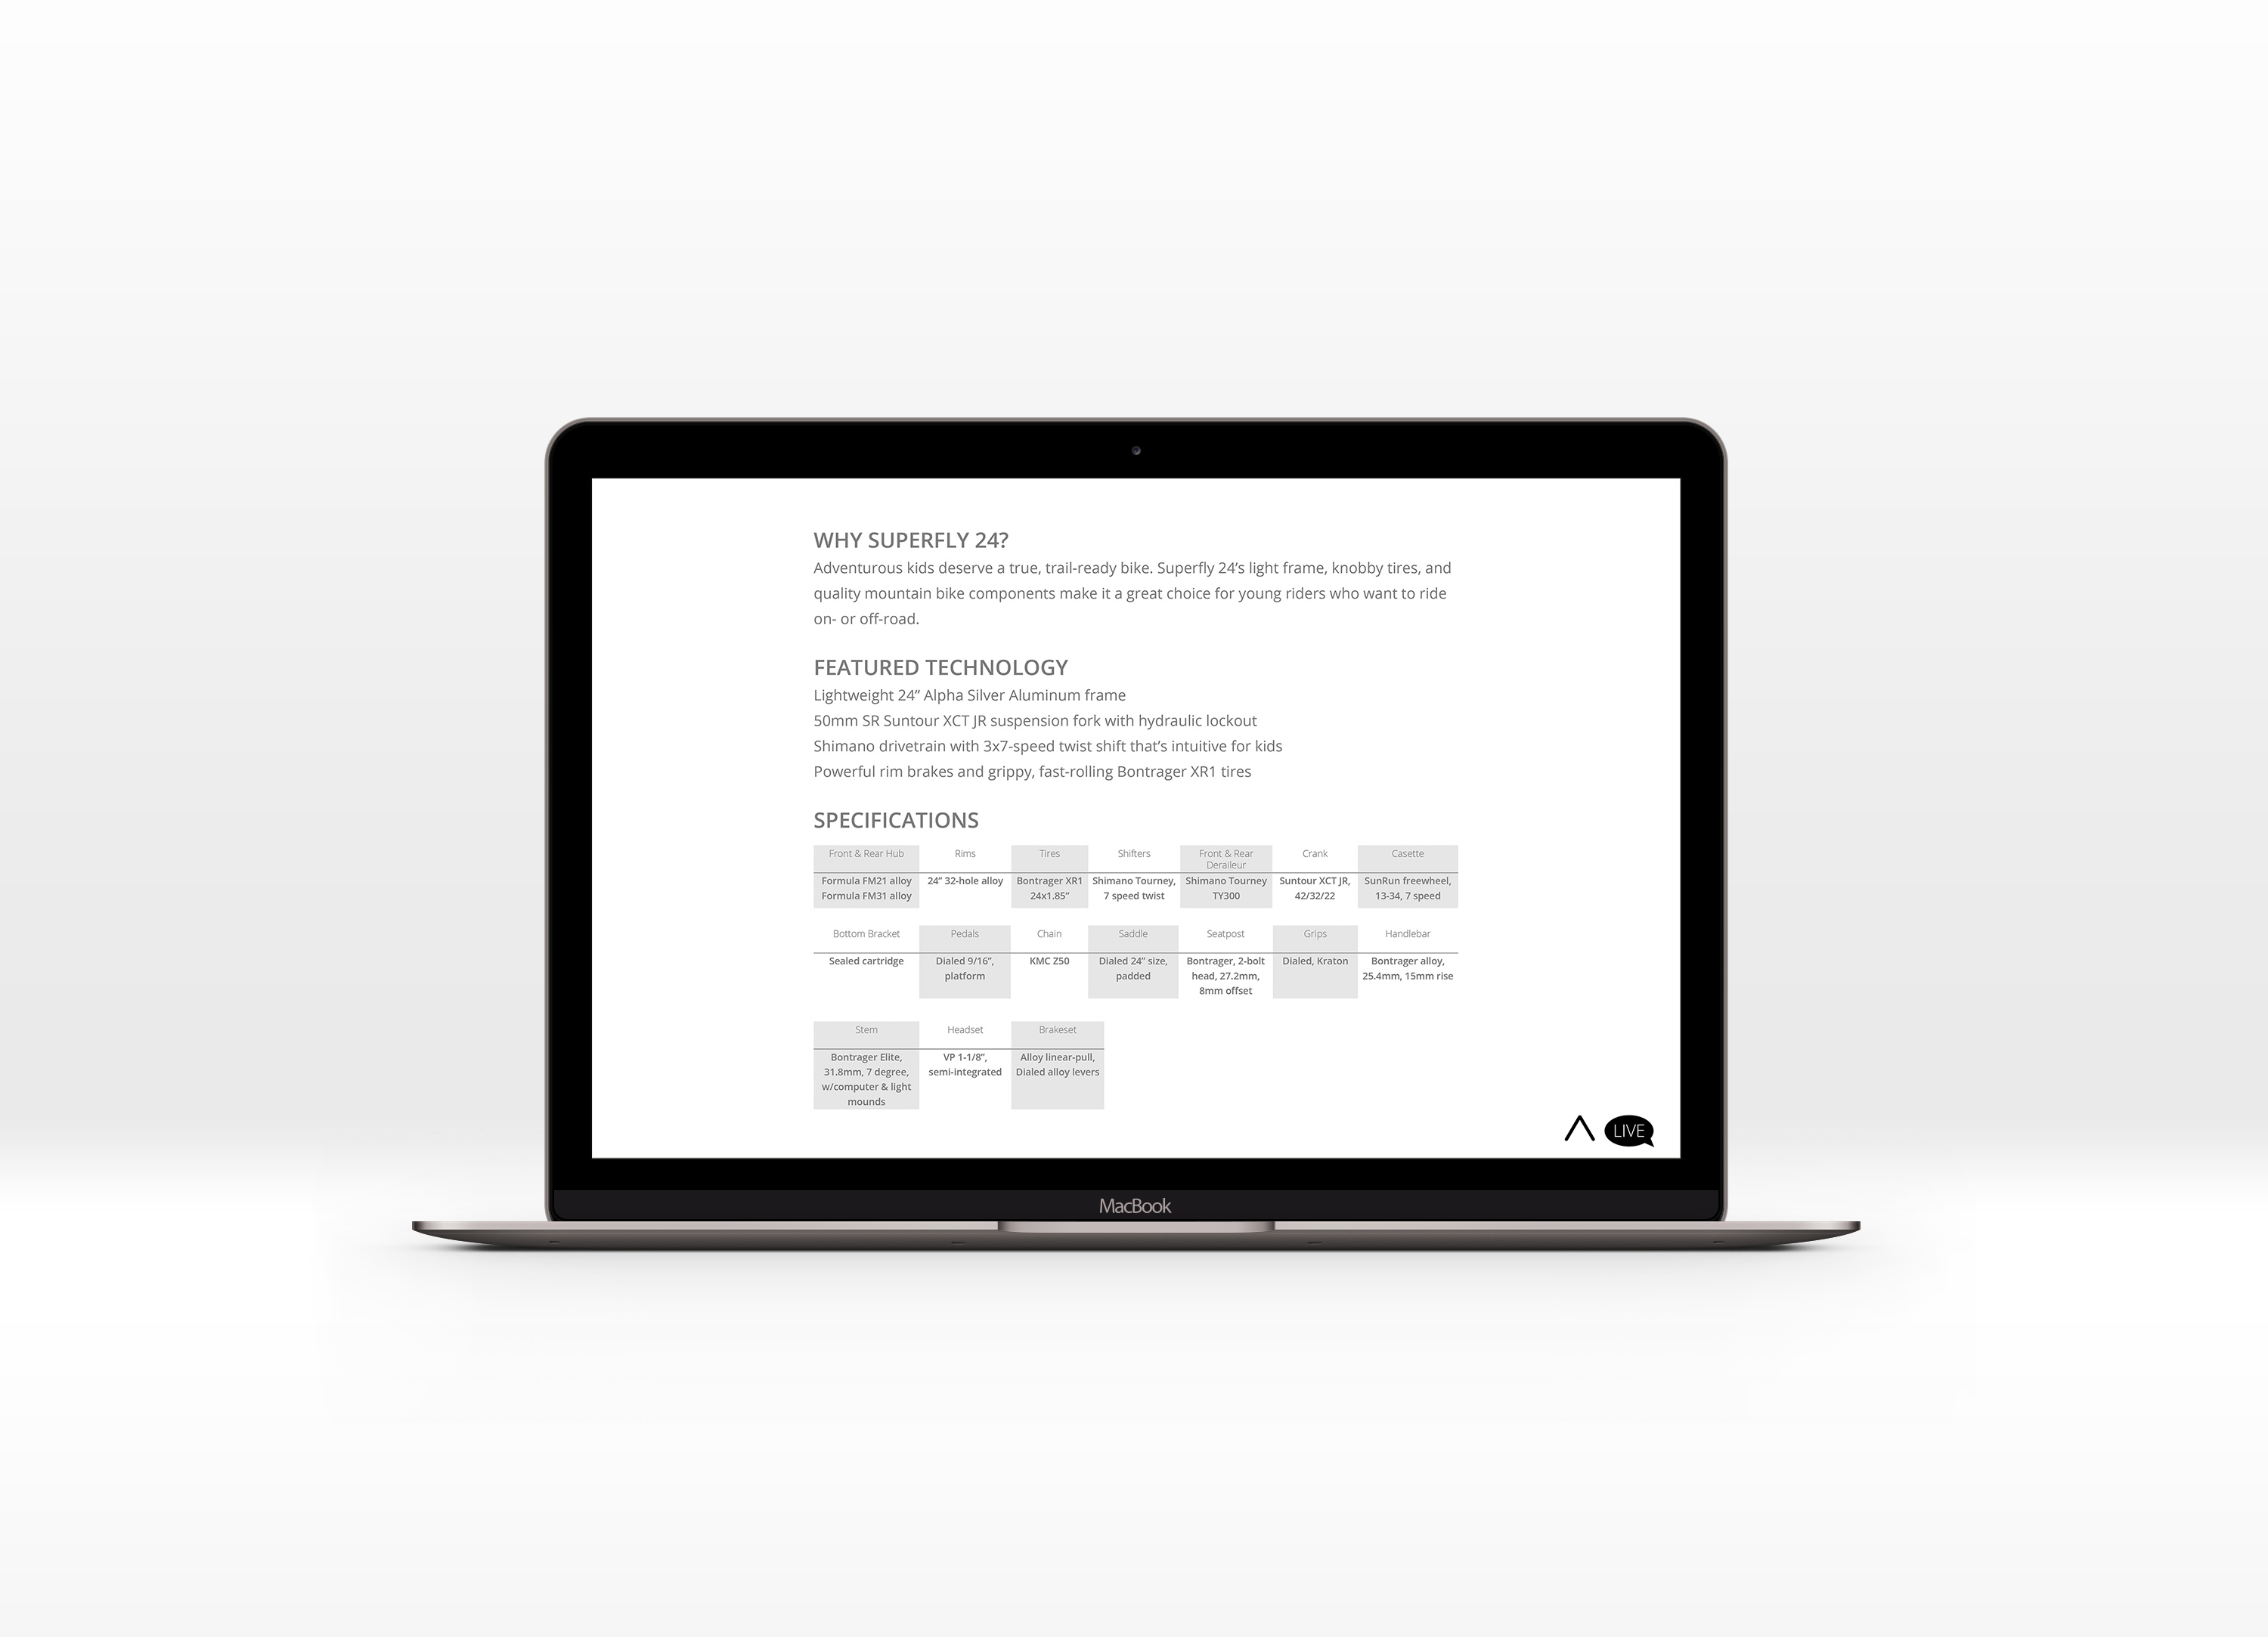 WHY SUPERFLY 24?
Adventurous kids deserve a true, trail-ready bike. Superfly 24’s light frame, knobby tires, and
quality mountain bike components make it a great choice for young riders who want to ride
on- or off-road.
FEATURED TECHNOLOGY
Lightweight 24” Alpha Silver Aluminum frame
50mm SR Suntour XCT JR suspension fork with hydraulic lockout
Shimano drivetrain with 3x7-speed twist shift that’s intuitive for kids
Powerful rim brakes and grippy, fast-rolling Bontrager XR1 tires
SPECIFICATIONS
Front & Rear Hub Rims Tires Shifters Front & Rear Crank Casette
Deraileur
Formula FM21 alloy 24” 32-hole alloy Bontrager XR1 Shimano Tourney, Shimano Tourney Suntour XCT JR, SunRun freewheel,
Formula FM31 alloy 24x1.85” 7 speed twist TY300 42/32/22 13-34, 7 speed
Bottom Bracket Pedals Chain Saddle Seatpost Grips Handlebar
Sealed cartridge Dialed 9/16”, KMC Z50 Dialed 24” size, Bontrager, 2-bolt Dialed, Kraton Bontrager alloy,
platform padded head, 27.2mm, 25.4mm, 15mm rise
8mm offset
Stem Headset Brakeset
Bontrager Elite, VP 1-1/8”, Alloy linear-pull,
31.8mm, 7 degree, semi-integrated Dialed alloy levers
w/computer & light
mounds
LIVE
MacBook